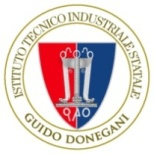 ISTITUTO TECNICO INDUSTRIALE STATALE
GUIDO DONEGANI